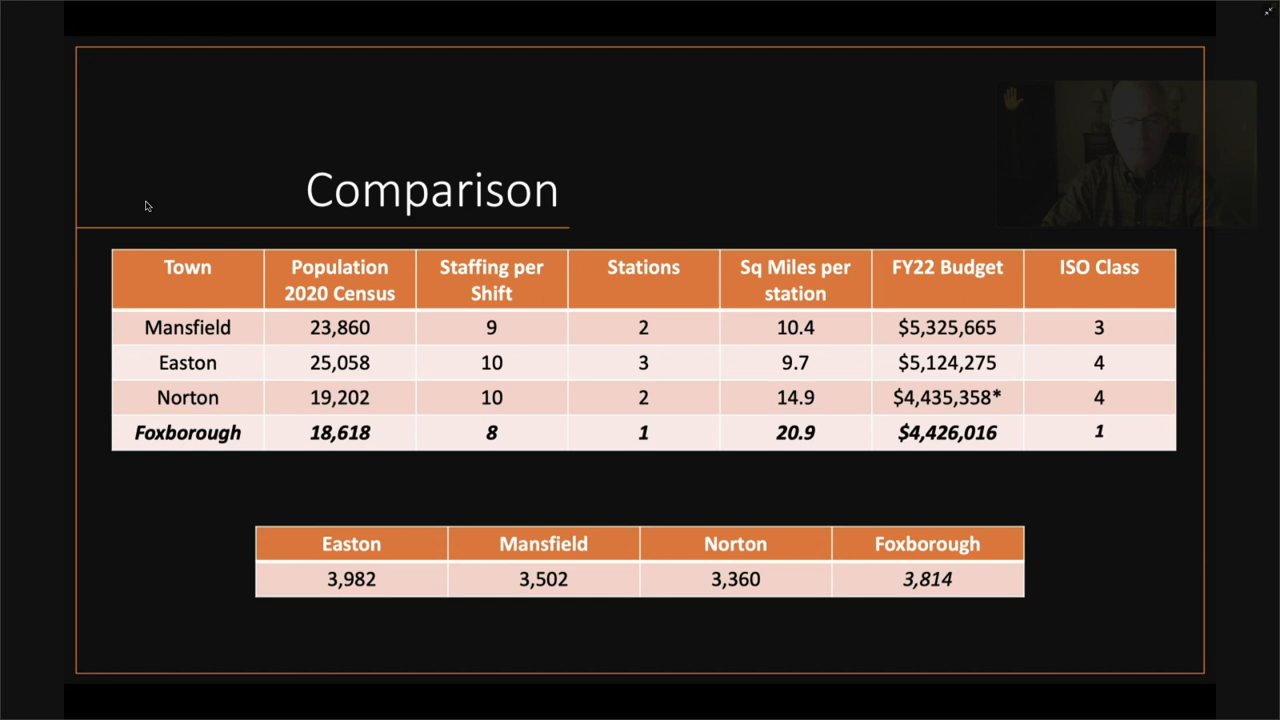 Comparison
Town Population 2020 Census Staffing per Shift Stations Sq Miles per station FY22 Budget ISO Class
Mansfield 23,860 9 2 10.4 $5,325,665 3
Easton 25,058 10 3 9.7 $5,124,275 4
Norton 19,202 10 2 14.9 $4,435,358* 4
Foxborough 18,618 8 1 20.9 $4,426,016 1
Easton Mansfield Norton Foxborough
3,982 3,502 3,360 3,814